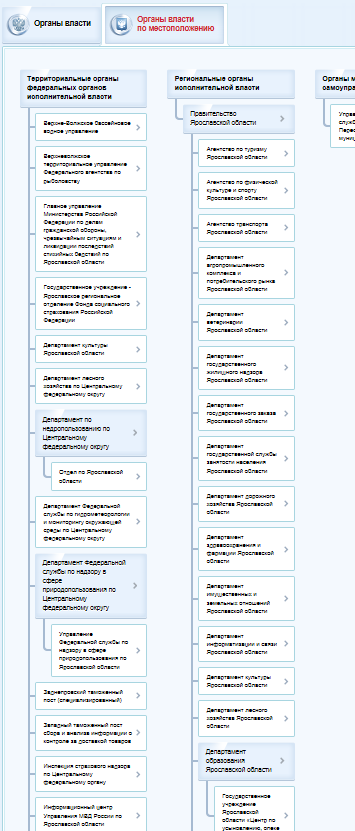 Органы власти
Органы власти
по местоположению
Территориальные органы
федеральных органов
исполнительной власти
Верхне-Волжское бассейновое
водное управление
Верхневолжское
территориальное управление
Федерального агентства по
рыболовству
Главное управление
Министерства Российской
Федерации по делам
гражданской обороны,
чрезвычайным ситуациям и
ликвидации последствий
стихийных бедствий по
Ярославской области
Государственное учреждение -
Ярославское региональное
отделение Фонда социального
страхования Российской
Федерации
Департамент культуры
Ярославской области
Департамент лесного
хозяйства по Центральному
федеральному округу
Департамент по
недропользованию по
Центральному
федеральному округу
Отдел по Ярославской
области
Департамент Федеральной
службы по гидрометеорологии
и мониторингу окружающей
среды по Центральному
федеральному округу
Департамент Федеральной
службы по надзору в
сфере
природопользования по
Центральному
федеральному округу
Управление
Федеральной службы по
надзору в сфере
природопользования по
Ярославской области
Заднепровский таможенный
пост (специализированный)
Западный таможенный пост
сбора и анализа информации о
контроле за доставкой товаров
Инспекция страхового надзора
по Центральному
федеральному органу
Информационный центр
Управления МВД России по
Ярославской области
Региональные органы
исполнительной власти
Правительство
Ярославской области
Агентство по туризму
Ярославской области
Агентство по физической
культуре и спорту
Ярославской области
Агентство транспорта
Ярославской области
Департамент
агропромышленного
комплекса и
потребительского рынка
Ярославской области
Департамент
ветеринарии
Ярославской области
Департамент
государственного
жилищного надзора
Ярославской области
Департамент
государственного заказа
Ярославской области
Департамент
государственной службы
занятости населения
Ярославской области
Департамент дорожного
хозяйства Ярославской
области
Департамент
здравоохранения и
фармации Ярославской
области
Департамент
имущественных и
земельных отношений
Ярославской области
Департамент
информатизации и связи
Ярославской области
Департамент культуры
Ярославской области
Департамент лесного
хозяйства Ярославской
области
Департамент
образования
Ярославской области
Государственное
учреждение
Ярославской
области «Центр по
усыновлению, опеке
Органы м
самоупра
Управ
служб
Перес
муниц